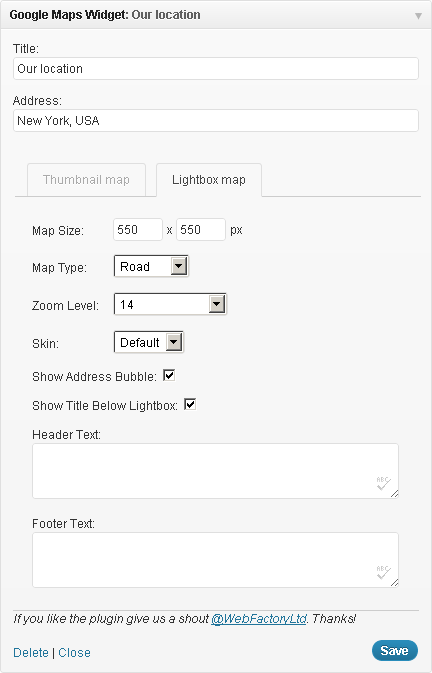 Google Maps Widget: Our location
Title:
Our location
Address:
New York, USA
Thumbnail map Lightbox map
Map Size: 550 x 550 px
Map Type: Road
Zoom Level: 14
Skin: Default
Show Address Bubble:
Show Title Below Lightbox:
Header Text:
ABC
Footer Text:
ABC
If you like the plugin give us a shout @WebFactoryLtd. Thanks!
Delete | Close Save